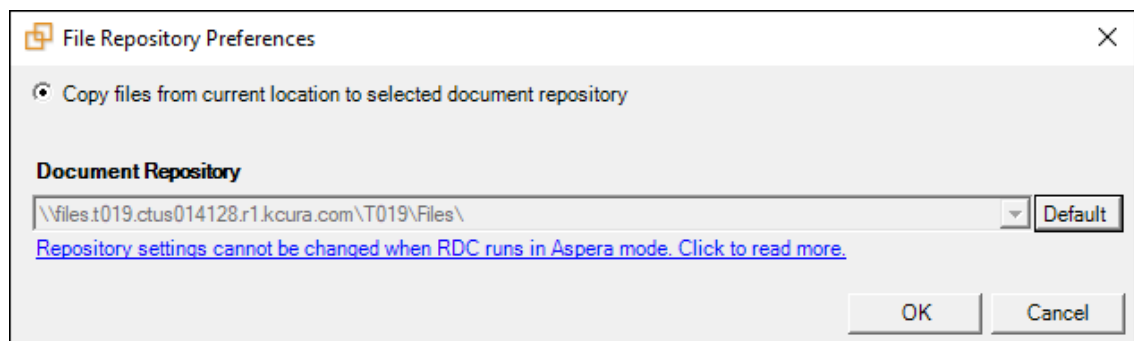 File Repository Preferences
Copy files from current location to selected document repository
Document Repository
\\files.t019.ctus014128.r1.kcura.com\T019\Files\ Default
Repository settings cannot be changed when RDC runs in Aspera mode. Click to read more.
OK Cancel